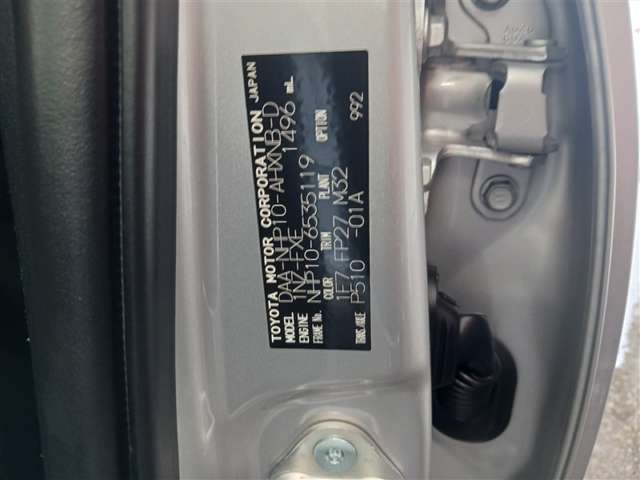 TOYOTA MOTOR CORPORATION JAPAN
MODEL DAA-NHP10-AHXNB-D
ENGINE 1NZ-FXE 1496 mL
FRAME No. NHP10-6535119
COLOR TRIM PLANT OPTION
1F7 FP27 M32
TRANS/AXLE P510 -01A 992